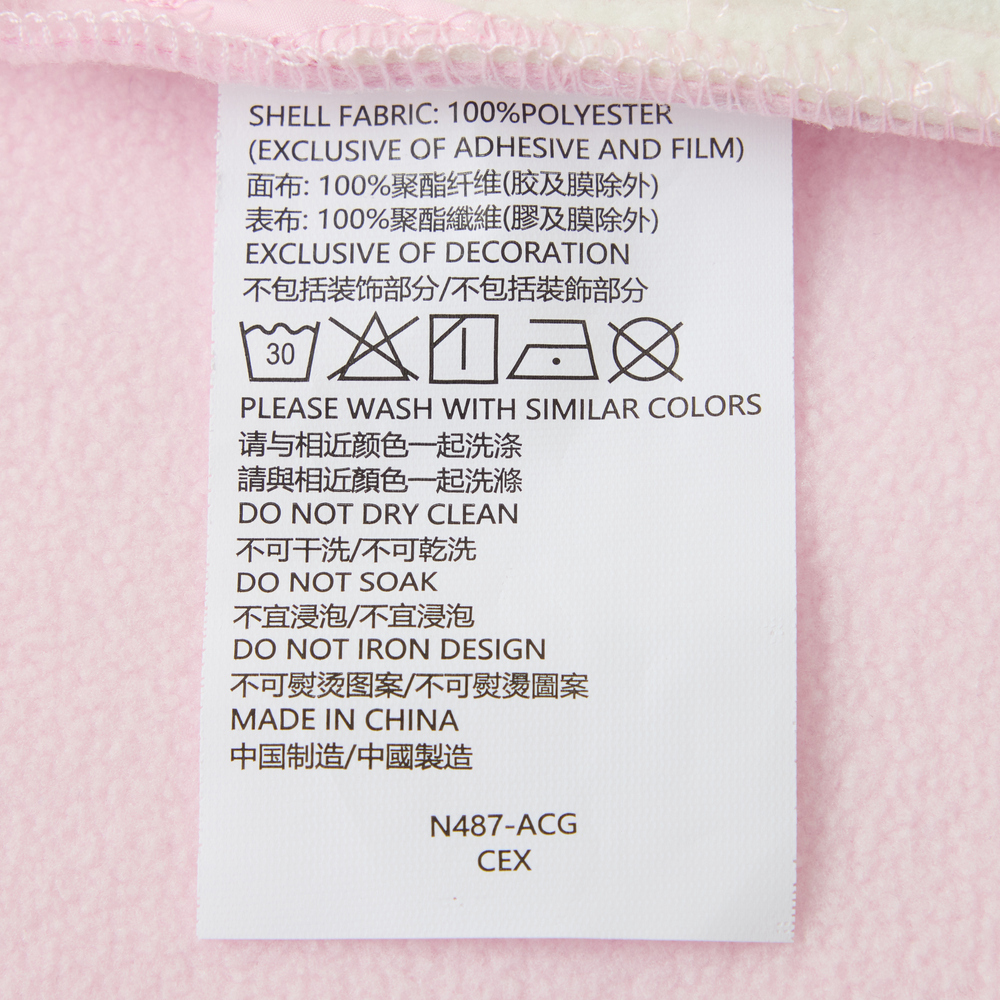 SHELL FABRIC: 100%POLYESTER
(EXCLUSIVE OF ADHESIVE AND FILM)
面布: 100%聚酯纤维(胶及膜除外)
表布: 100%聚酯纖維(膠及膜除外)
EXCLUSIVE OF DECORATION
不包括装饰部分/不包括裝飾部分
30
PLEASE WASH WITH SIMILAR COLORS
请与相近颜色一起洗涤
請與相近顏色一起洗滌
DO NOT DRY CLEAN
不可干洗/不可乾洗
DO NOT SOAK
不宜浸泡/不宜浸泡
DO NOT IRON DESIGN
不可熨烫图案/不可熨燙圖案
MADE IN CHINA
中国制造/中國製造
N487-ACG
CEX